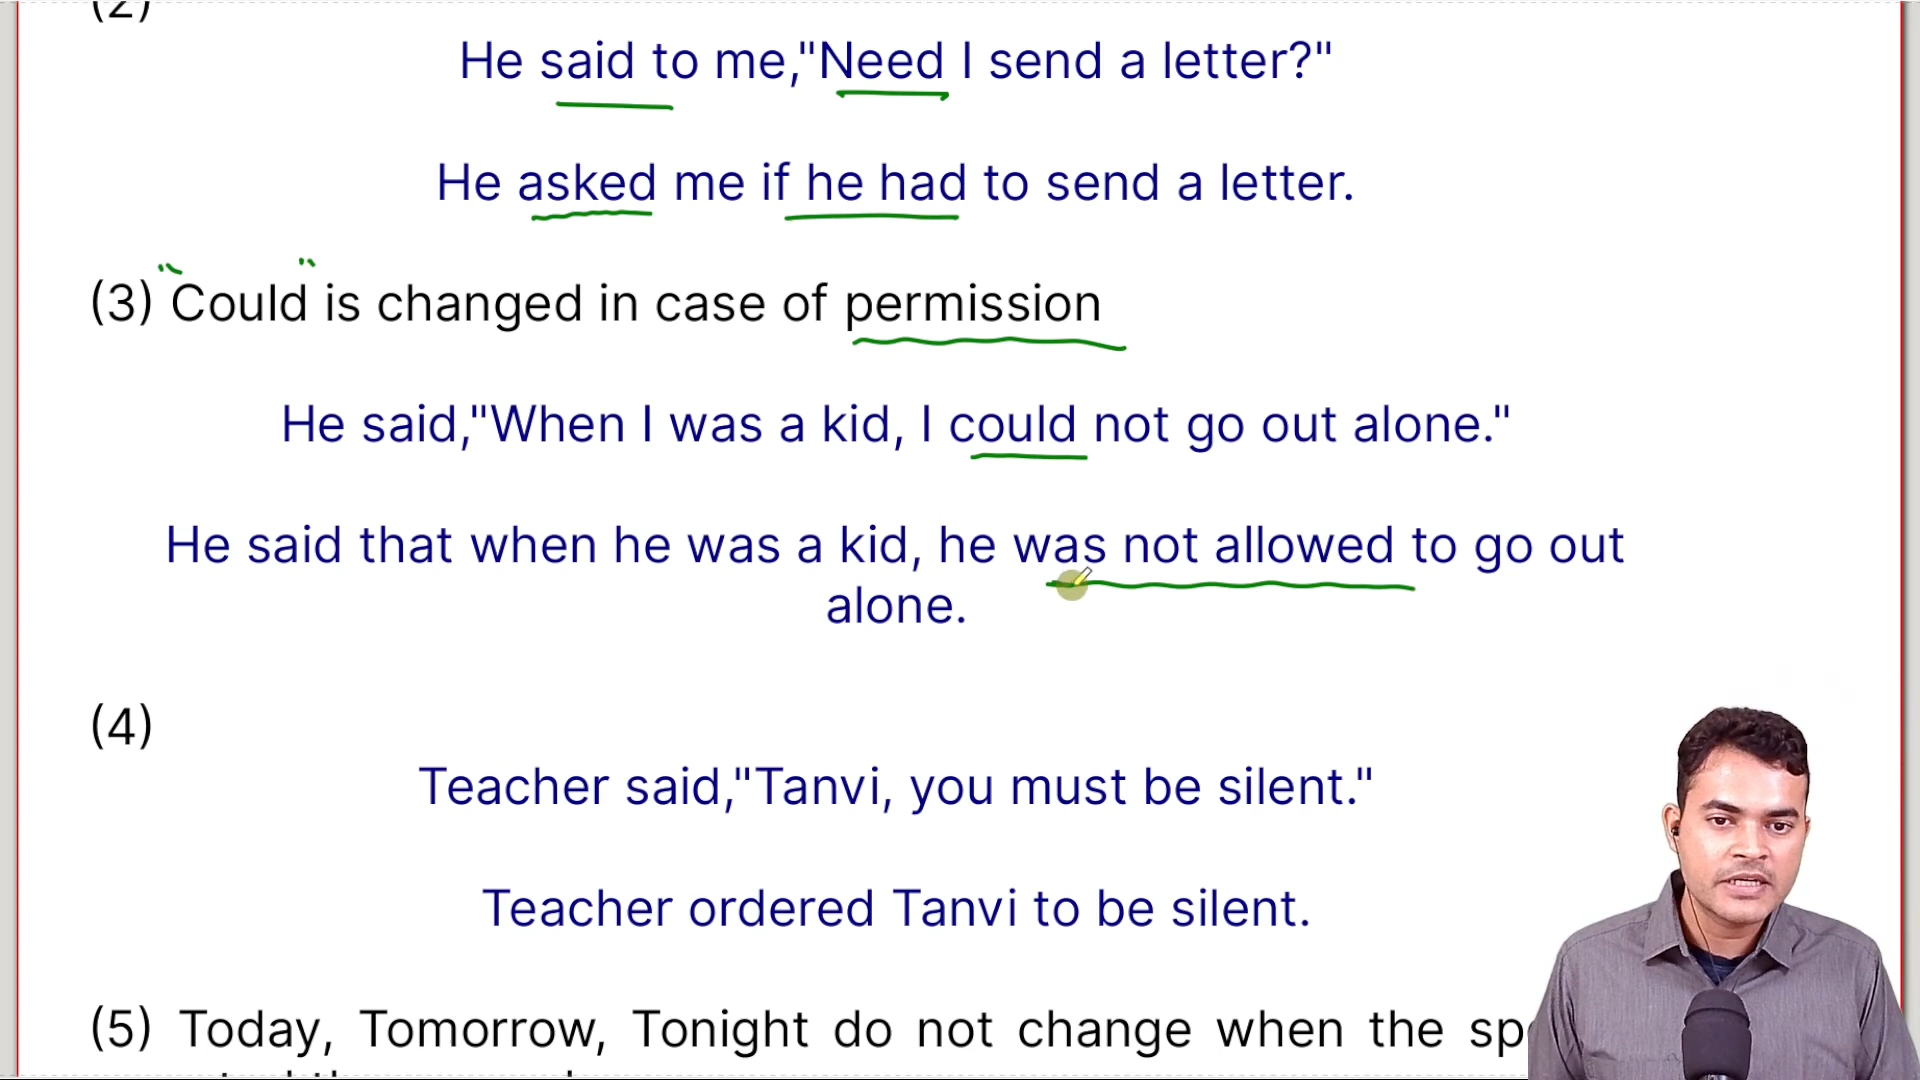 (2)
He said to me,"Need I send a letter?"
He asked me if he had to send a letter.
(3) "Could" is changed in case of permission
He said,"When I was a kid, I could not go out alone."
He said that when he was a kid, he was not allowed to go out
alone.
(4)
Teacher said,"Tanvi, you must be silent."
Teacher ordered Tanvi to be silent.
(5) Today, Tomorrow, Tonight do not change when the